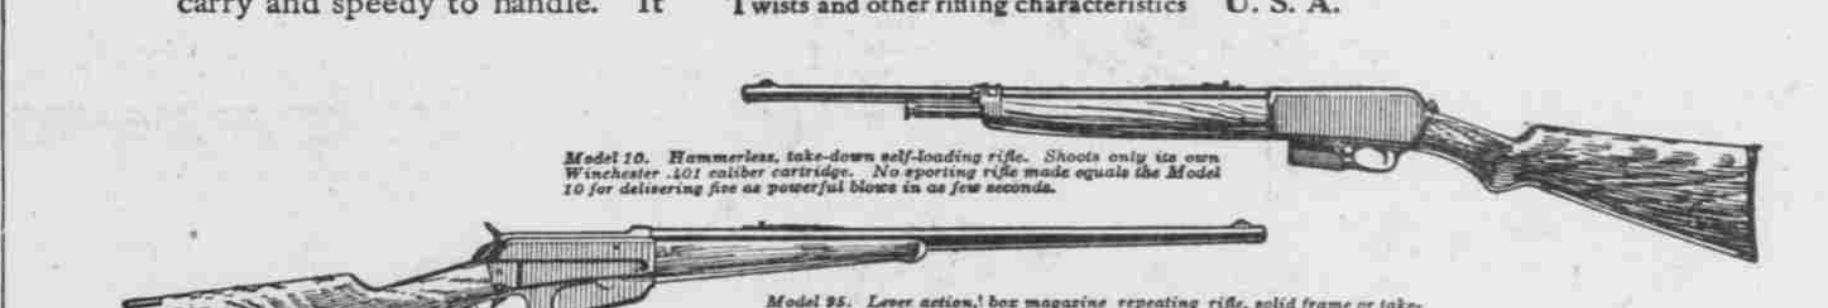 carry and speedy to handle. It
Twists and other rifling characteristics U. S. A.
Model 10. Hammerless, take-down self-loading rifle. Shoots only its own
Winchester .401 caliber cartridge. No sporting rifle made equals the Model
10 for delivering five as powerful blows in as few seconds.
Model 95. Lever action, box magazine repeating rifle, solid frame or take-